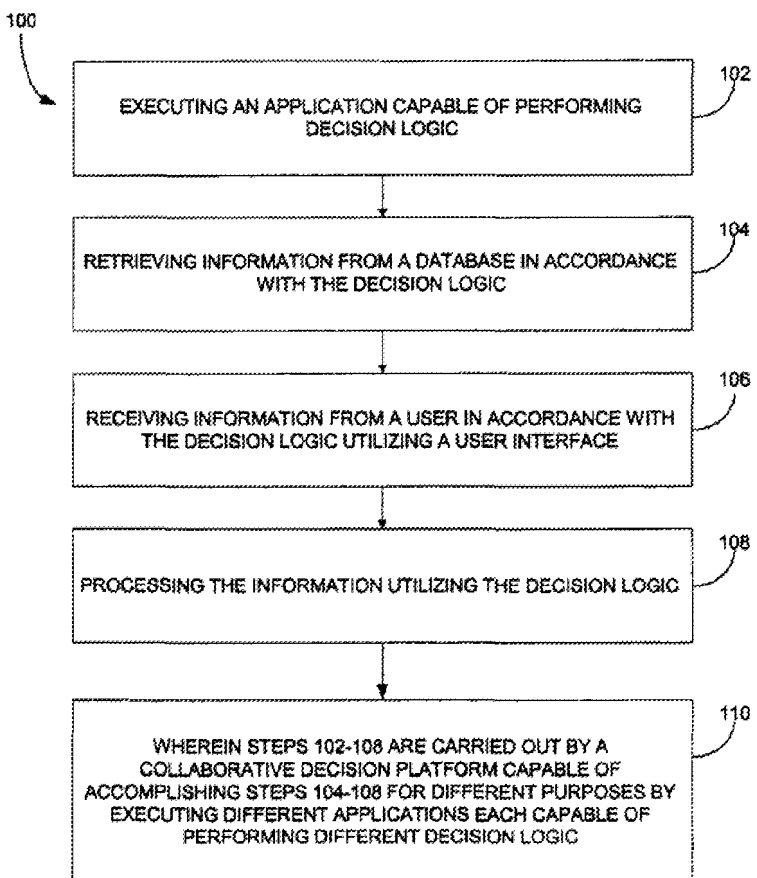 100
102
EXECUTING AN APPLICATION CAPABLE OF PERFORMING
DECISION LOGIC
104
RETRIEVING INFORMATION FROM A DATABASE IN ACCORDANCE
WITH THE DECISION LOGIC
106
RECEIVING INFORMATION FROM A USER IN ACCORDANCE WITH
THE DECISION LOGIC UTILIZING A USER INTERFACE
108
PROCESSING THE INFORMATION UTILIZING THE DECISION LOGIC
110
WHEREIN STEPS 102-108 ARE CARRIED OUT BY A
COLLABORATIVE DECISION PLATFORM CAPABLE OF
ACCOMPLISHING STEPS 104-108 FOR DIFFERENT PURPOSES BY
EXECUTING DIFFERENT APPLICATIONS EACH CAPABLE OF
PERFORMING DIFFERENT DECISION LOGIC